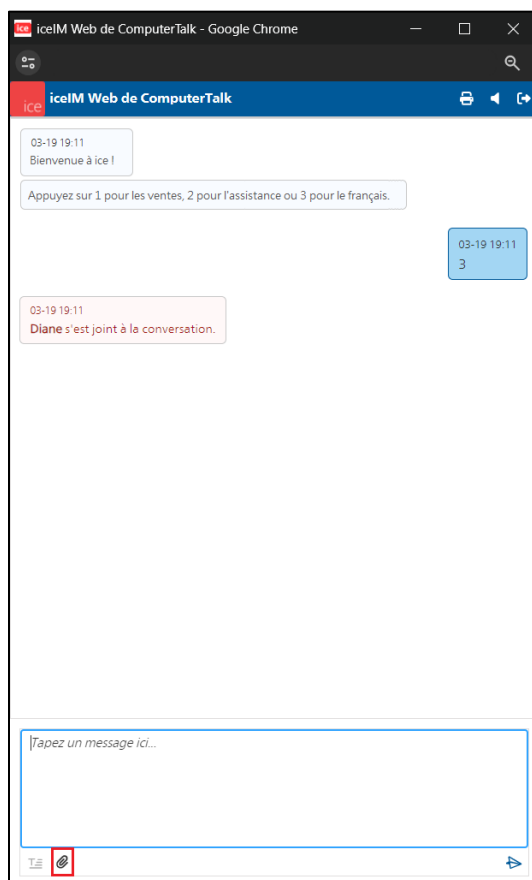 ice iceIM Web de ComputerTalk - Google Chrome
ice iceIM Web de ComputerTalk
03-19 19:11
Bienvenue à ice !
Appuyez sur 1 pour les ventes, 2 pour l'assistance ou 3 pour le français.
03-19 19:11
3
03-19 19:11
Diane s'est joint à la conversation.
Tapez un message ici...